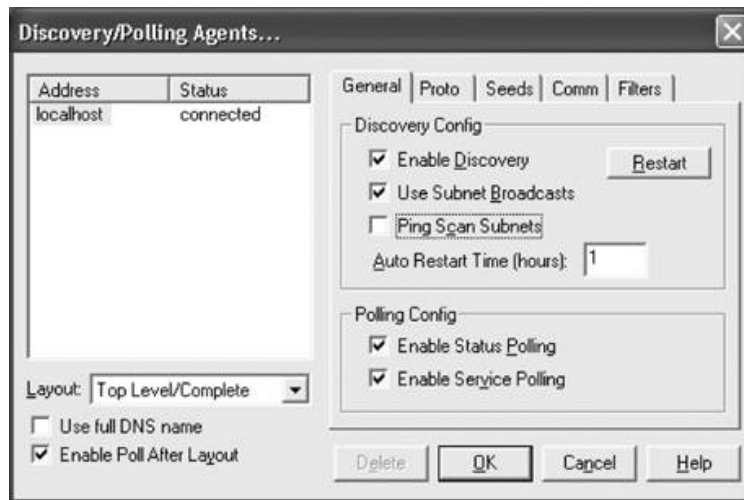 Discovery/Polling Agents...
Address Status
localhost connected
Layout: Top Level/Complete
Use full DNS name
Enable Poll After Layout
General Proto Seeds Comm Filters
Discovery Config
Enable Discovery Restart
Use Subnet Broadcasts
Ping Scan Subnets
Auto Restart Time (hours): 1
Polling Config
Enable Status Polling
Enable Service Polling
Delete OK Cancel Help